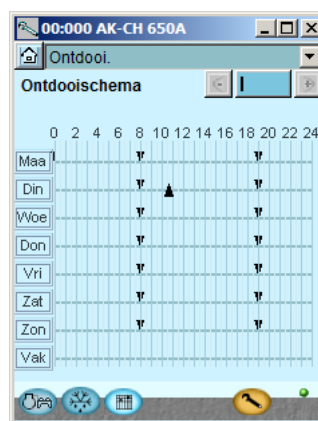 00:000 AK-CH 650A
Ontdooi.
Ontdooischema
0 2 4 6 8 10 12 14 16 18 20 22 24
Maa
Din
Woe
Don
Vri
Zat
Zon
Vak